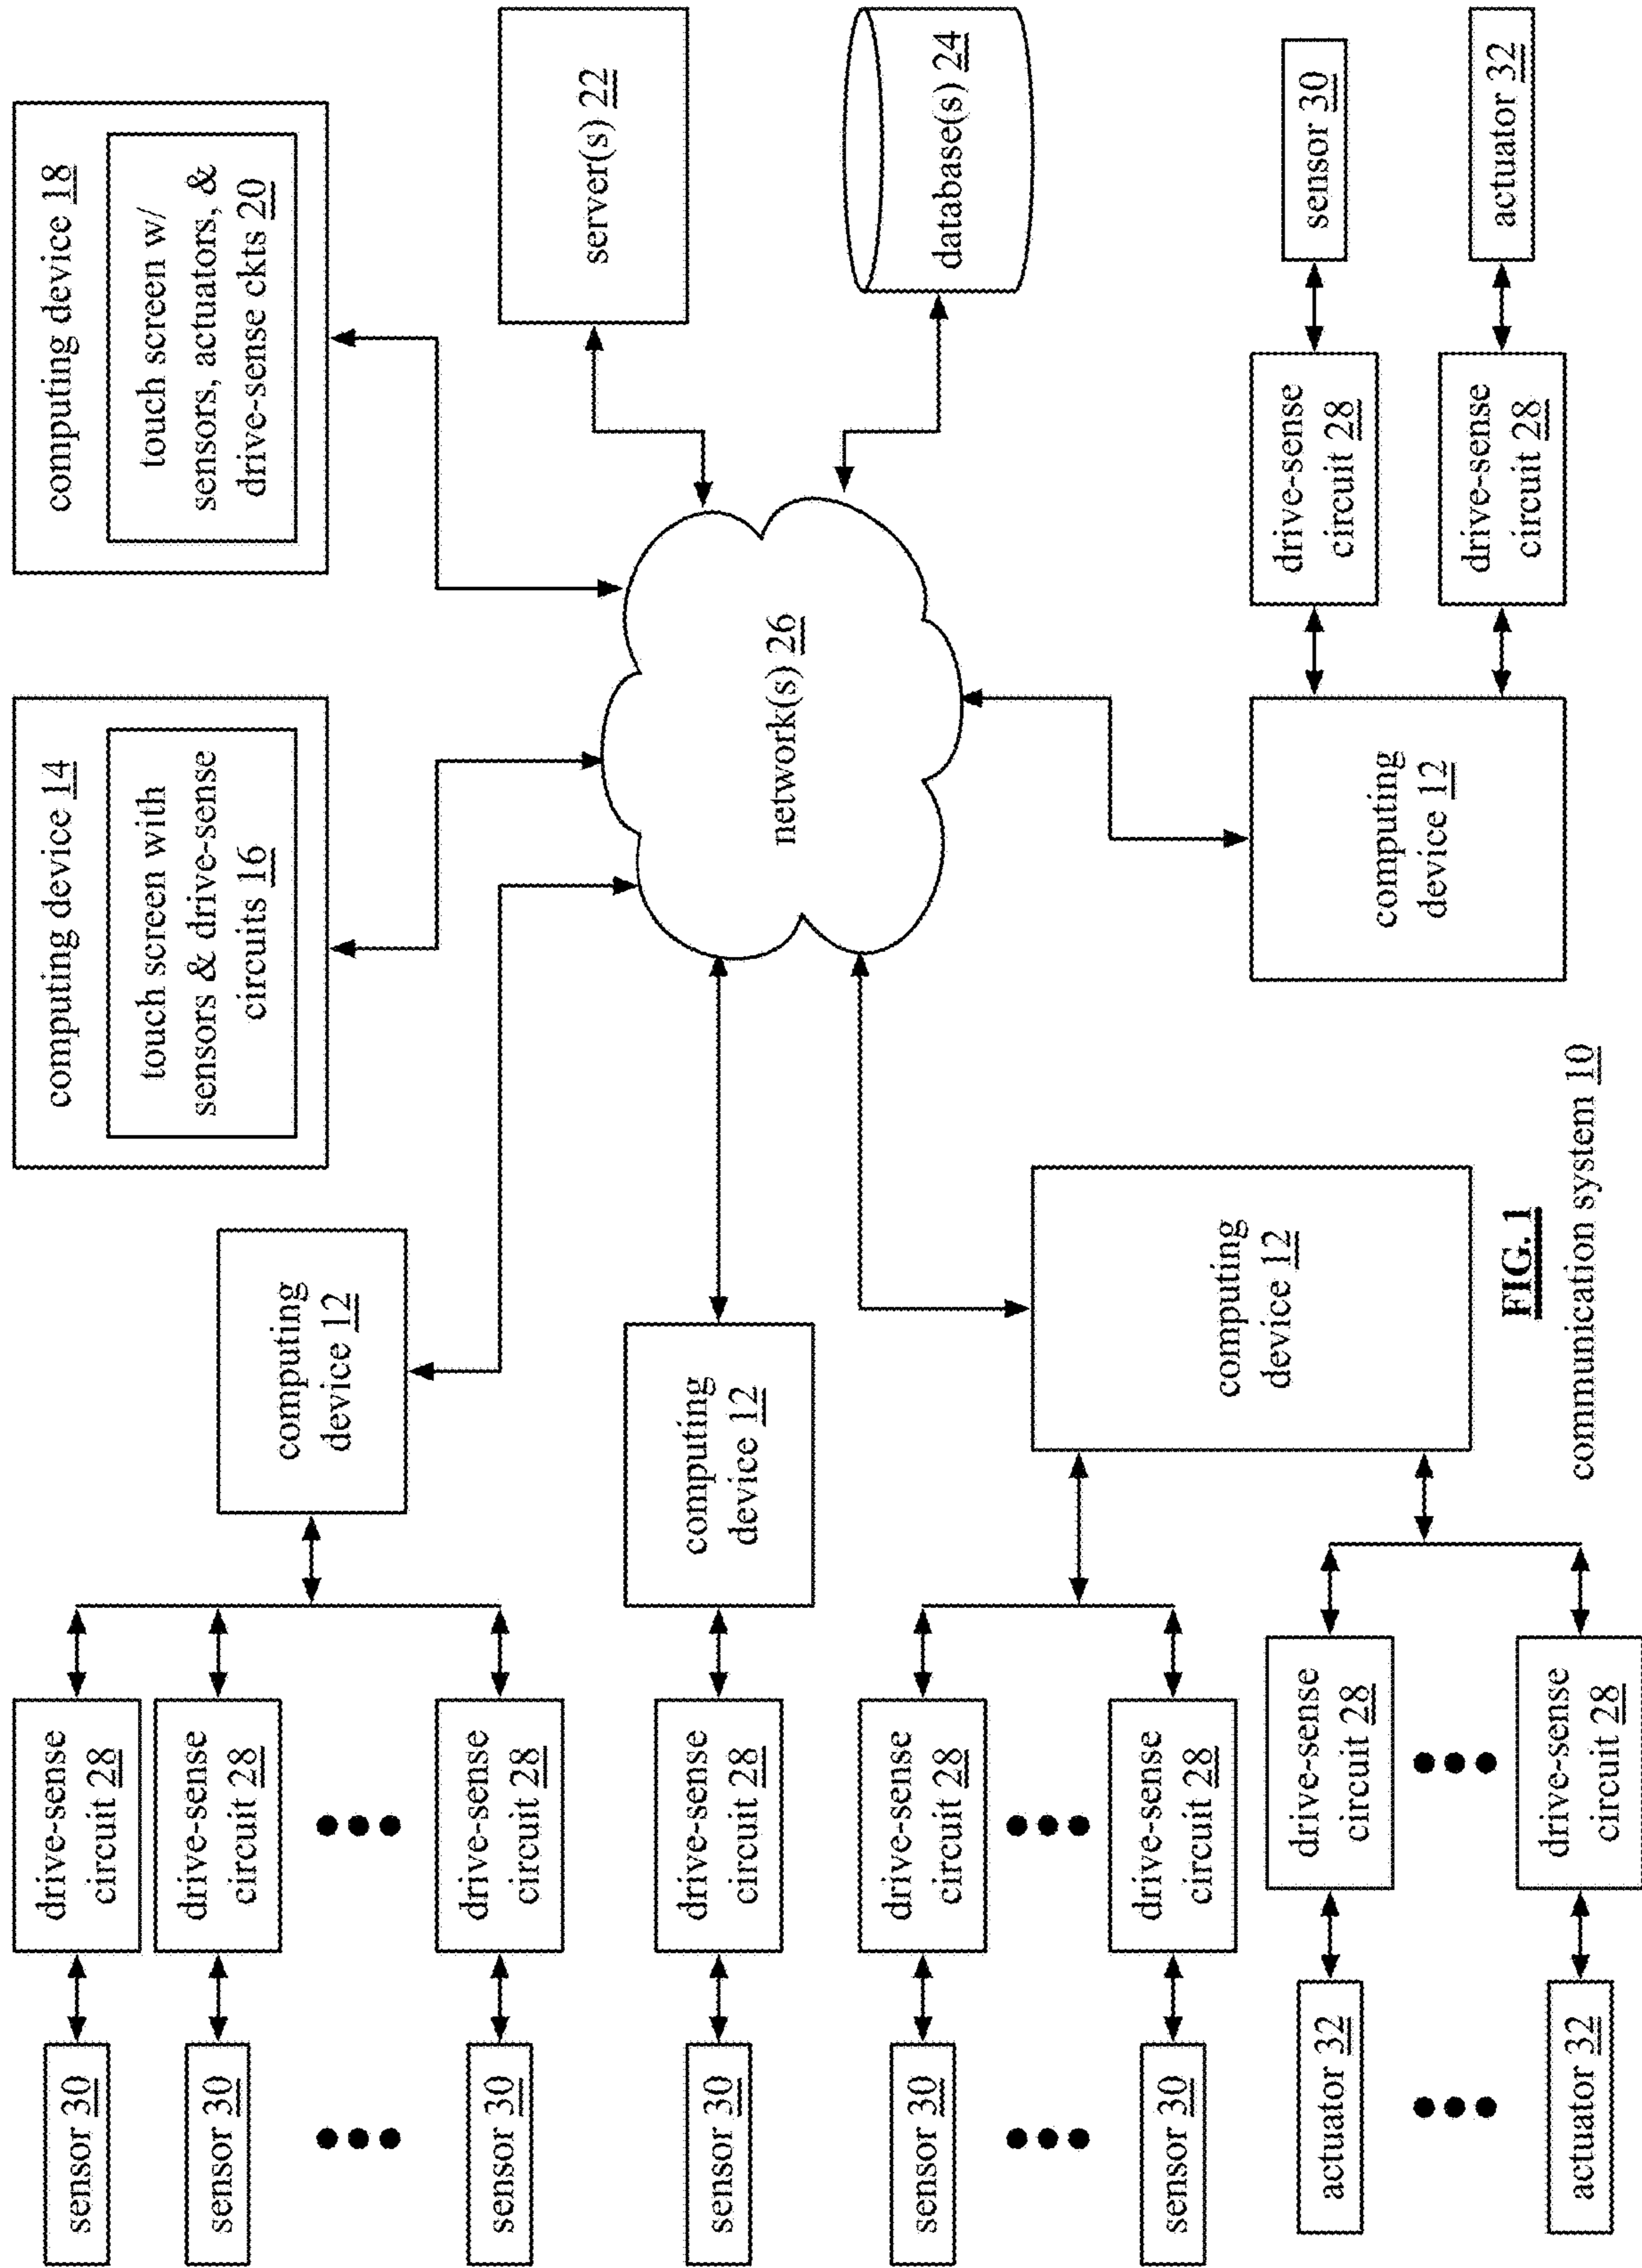 sensor 30
drive-sense
circuit 28
sensor 30
drive-sense
circuit 28
sensor 30
drive-sense
circuit 28
computing
device 12
computing device 14
touch screen with
sensors & drive-sense
circuits 16
computing device 18
touch screen w/
sensors, actuators, &
drive-sense ckts 20
sensor 30
drive-sense
circuit 28
computing
device 12
network(s) 26
server(s) 22
database(s) 24
sensor 30
drive-sense
circuit 28
sensor 30
drive-sense
circuit 28
computing
device 12
actuator 32
drive-sense
circuit 28
actuator 32
drive-sense
circuit 28
computing
device 12
drive-sense
circuit 28
sensor 30
drive-sense
circuit 28
actuator 32
FIG. 1
communication system 10